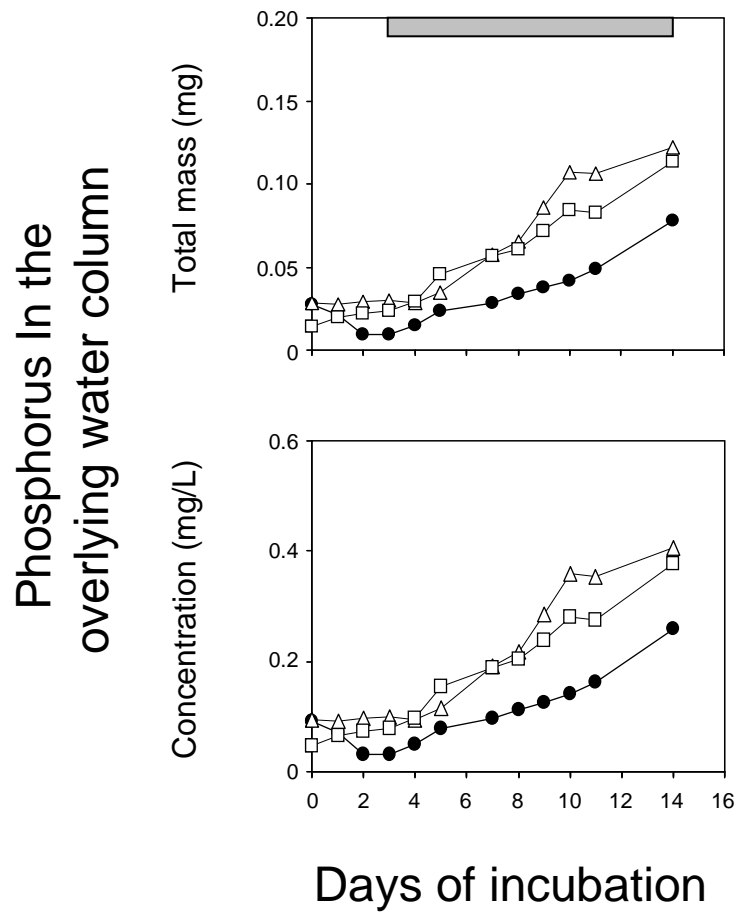 Phosphorus In the
overlying water column
Total mass (mg)
0.20
0.15
0.10
0.05
0
Concentration (mg/L)
0.6
0.4
0.2
0
0 2 4 6 8 10 12 14 16
Days of incubation